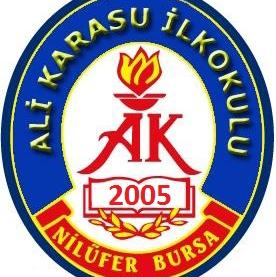 ALİ KARASU İLKOKULU
AK
2005
NİLÜFER BURSA